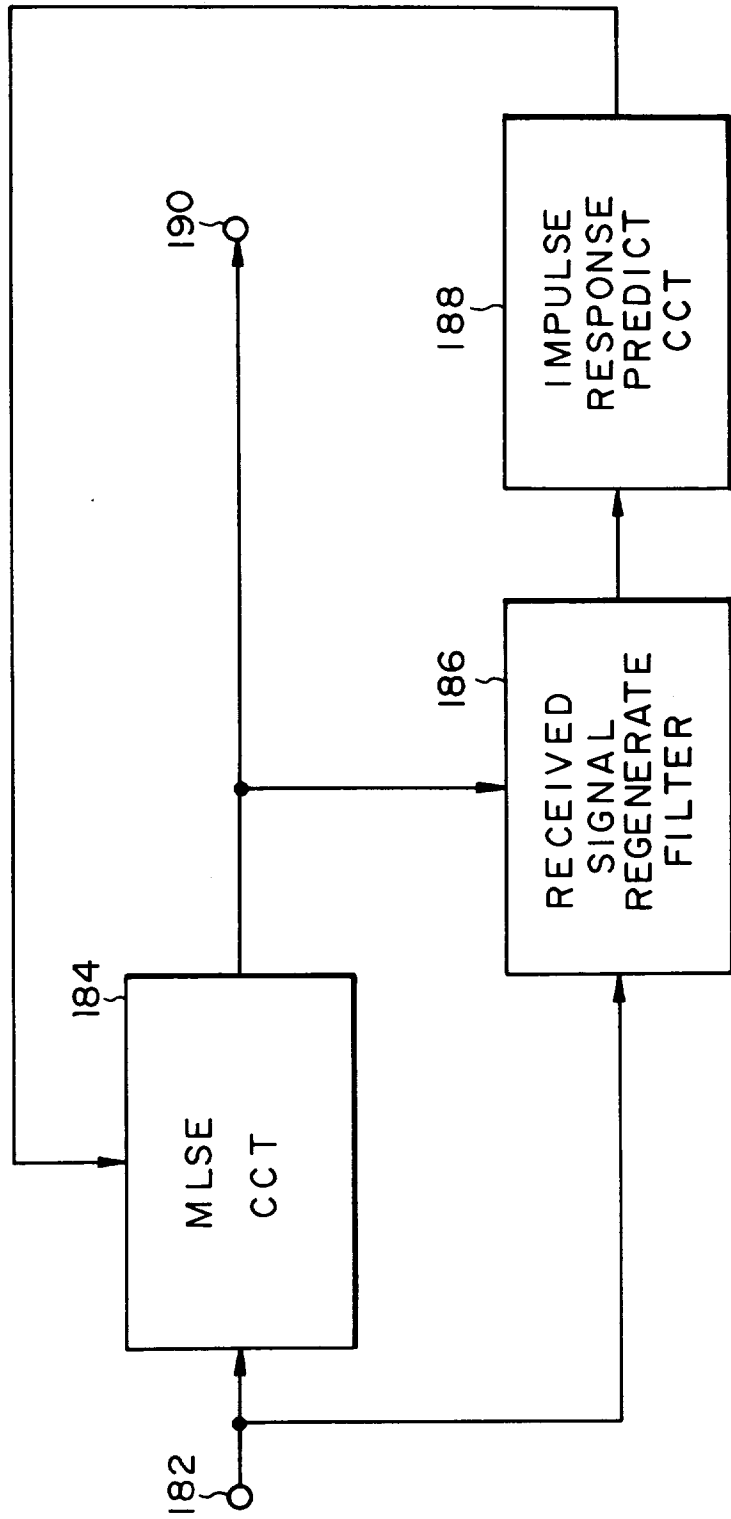 182
184
MLSE
CCT
190
186
RECEIVED
SIGNAL
REGENERATE
FILTER
188
IMPULSE
RESPONSE
PREDICT
CCT